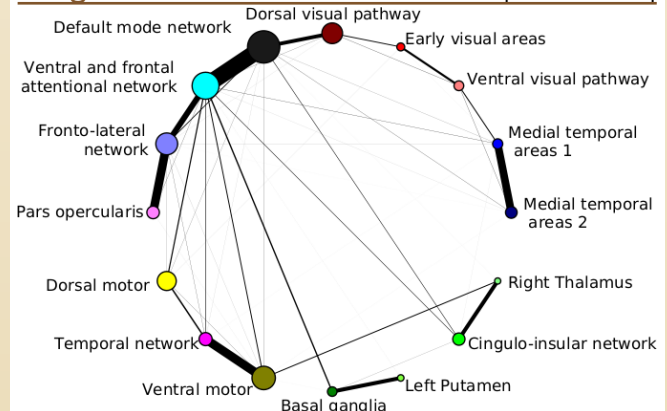 Dorsal visual pathway
Default mode network
Early visual areas
Ventral and frontal
attentional network
Ventral visual pathway
Fronto-lateral
network
Medial temporal
areas 1
Pars opercularis
Medial temporal
areas 2
Dorsal motor
Right Thalamus
Temporal network
Cingulo-insular network
Ventral motor
Left Putamen
Basal ganglia